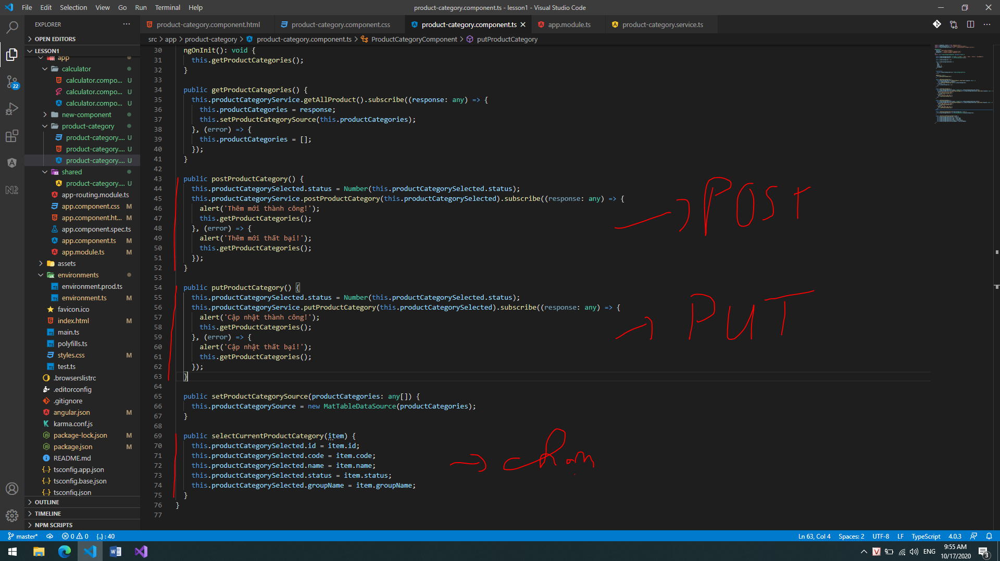 File Edit Selection View Go Run Terminal Help
product-category.component.ts - lesson1 - Visual Studio Code
EXPLORER
OPEN EDITORS
LESSON1
app
calculator
calculator.compo... U
calculator.compo... U
calculator.compo... U
new-component
product-category
product-category.... U
product-category.... U
product-category.... U
shared
product-category.... U
app-routing.module.ts
app.component.css M
app.component.ht... M
app.component.spec.ts
app.component.ts M
app.module.ts M
assets
environments
environment.prod.ts
environment.ts M
favicon.ico
index.html M
main.ts
polyfills.ts
styles.css M
test.ts
.browserslistrc
.editorconfig
.gitignore
angular.json M
karma.conf.js
package-lock.json M
package.json M
README.md
tsconfig.app.json
tsconfig.base.json
tsconfig.json
OUTLINE
TIMELINE
NPM SCRIPTS
22
product-category.component.html product-category.component.css product-category.component.ts app.module.ts product-category.service.ts
src > app > product-category > product-category.component.ts > ProductCategoryComponent > putProductCategory
30 ngOnInit(): void {
31 this.getProductCategories();
32 }
33
34 public getProductCategories() {
35 this.productCategoryService.getAllProduct().subscribe((response: any) => {
36 this.productCategories = response;
37 this.setProductCategorySource(this.productCategories);
38 }, (error) => {
39 this.productCategories = [];
40 });
41 }
42
43 public postProductCategory() {
44 this.productCategorySelected.status = Number(this.productCategorySelected.status);
45 this.productCategoryService.postProductCategory(this.productCategorySelected).subscribe((response: any) => {
46 alert('Thêm mới thành công!');
47 this.getProductCategories();
48 }, (error) => {
49 alert('Thêm mới thất bại!');
50 this.getProductCategories();
51 });
52 }
53
54 public putProductCategory() {
55 this.productCategorySelected.status = Number(this.productCategorySelected.status);
56 this.productCategoryService.putProductCategory(this.productCategorySelected).subscribe((response: any) => {
57 alert('Cập nhật thành công!');
58 this.getProductCategories();
59 }, (error) => {
60 alert('Cập nhật thất bại!');
61 this.getProductCategories();
62 });
63 }
64
65 public setProductCategorySource(productCategories: any[]) {
66 this.productCategorySource = new MatTableDataSource(productCategories);
67 }
68
69 public selectCurrentProductCategory(item) {
70 this.productCategorySelected.id = item.id;
71 this.productCategorySelected.code = item.code;
72 this.productCategorySelected.name = item.name;
73 this.productCategorySelected.status = item.status;
74 this.productCategorySelected.groupName = item.groupName;
75 }
76 }
77
→ POST
→ PUT
→ chọn
master* 0 0 {..} : 40
Ln 63, Col 4 Spaces: 2 UTF-8 LF TypeScript 4.0.3
ENG
9:55 AM
10/17/2020
3